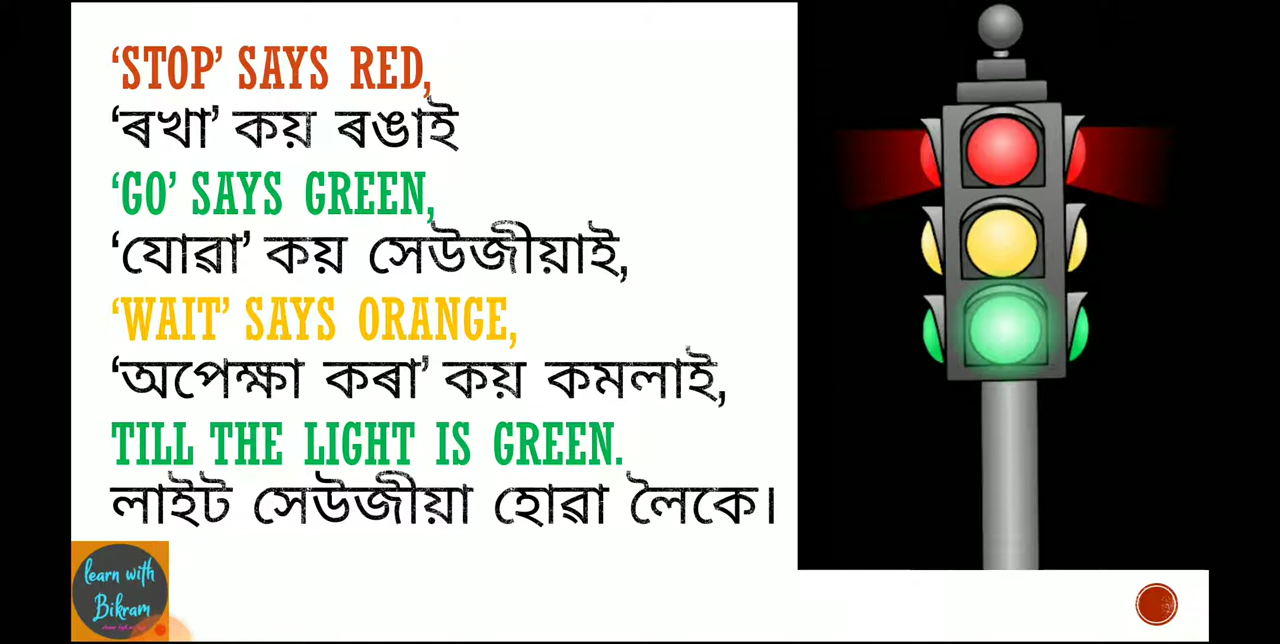 ‘STOP’ SAYS RED,
‘ৰখা’ কয় ৰঙাই
‘GO’ SAYS GREEN,
‘যোৱা’ কয় সেউজীয়াই,
‘WAIT’ SAYS ORANGE,
‘অপেক্ষা কৰা’ কয় কমলাই,
TILL THE LIGHT IS GREEN.
লাইট সেউজীয়া হোৱা লৈকে।
learn with
Bikram